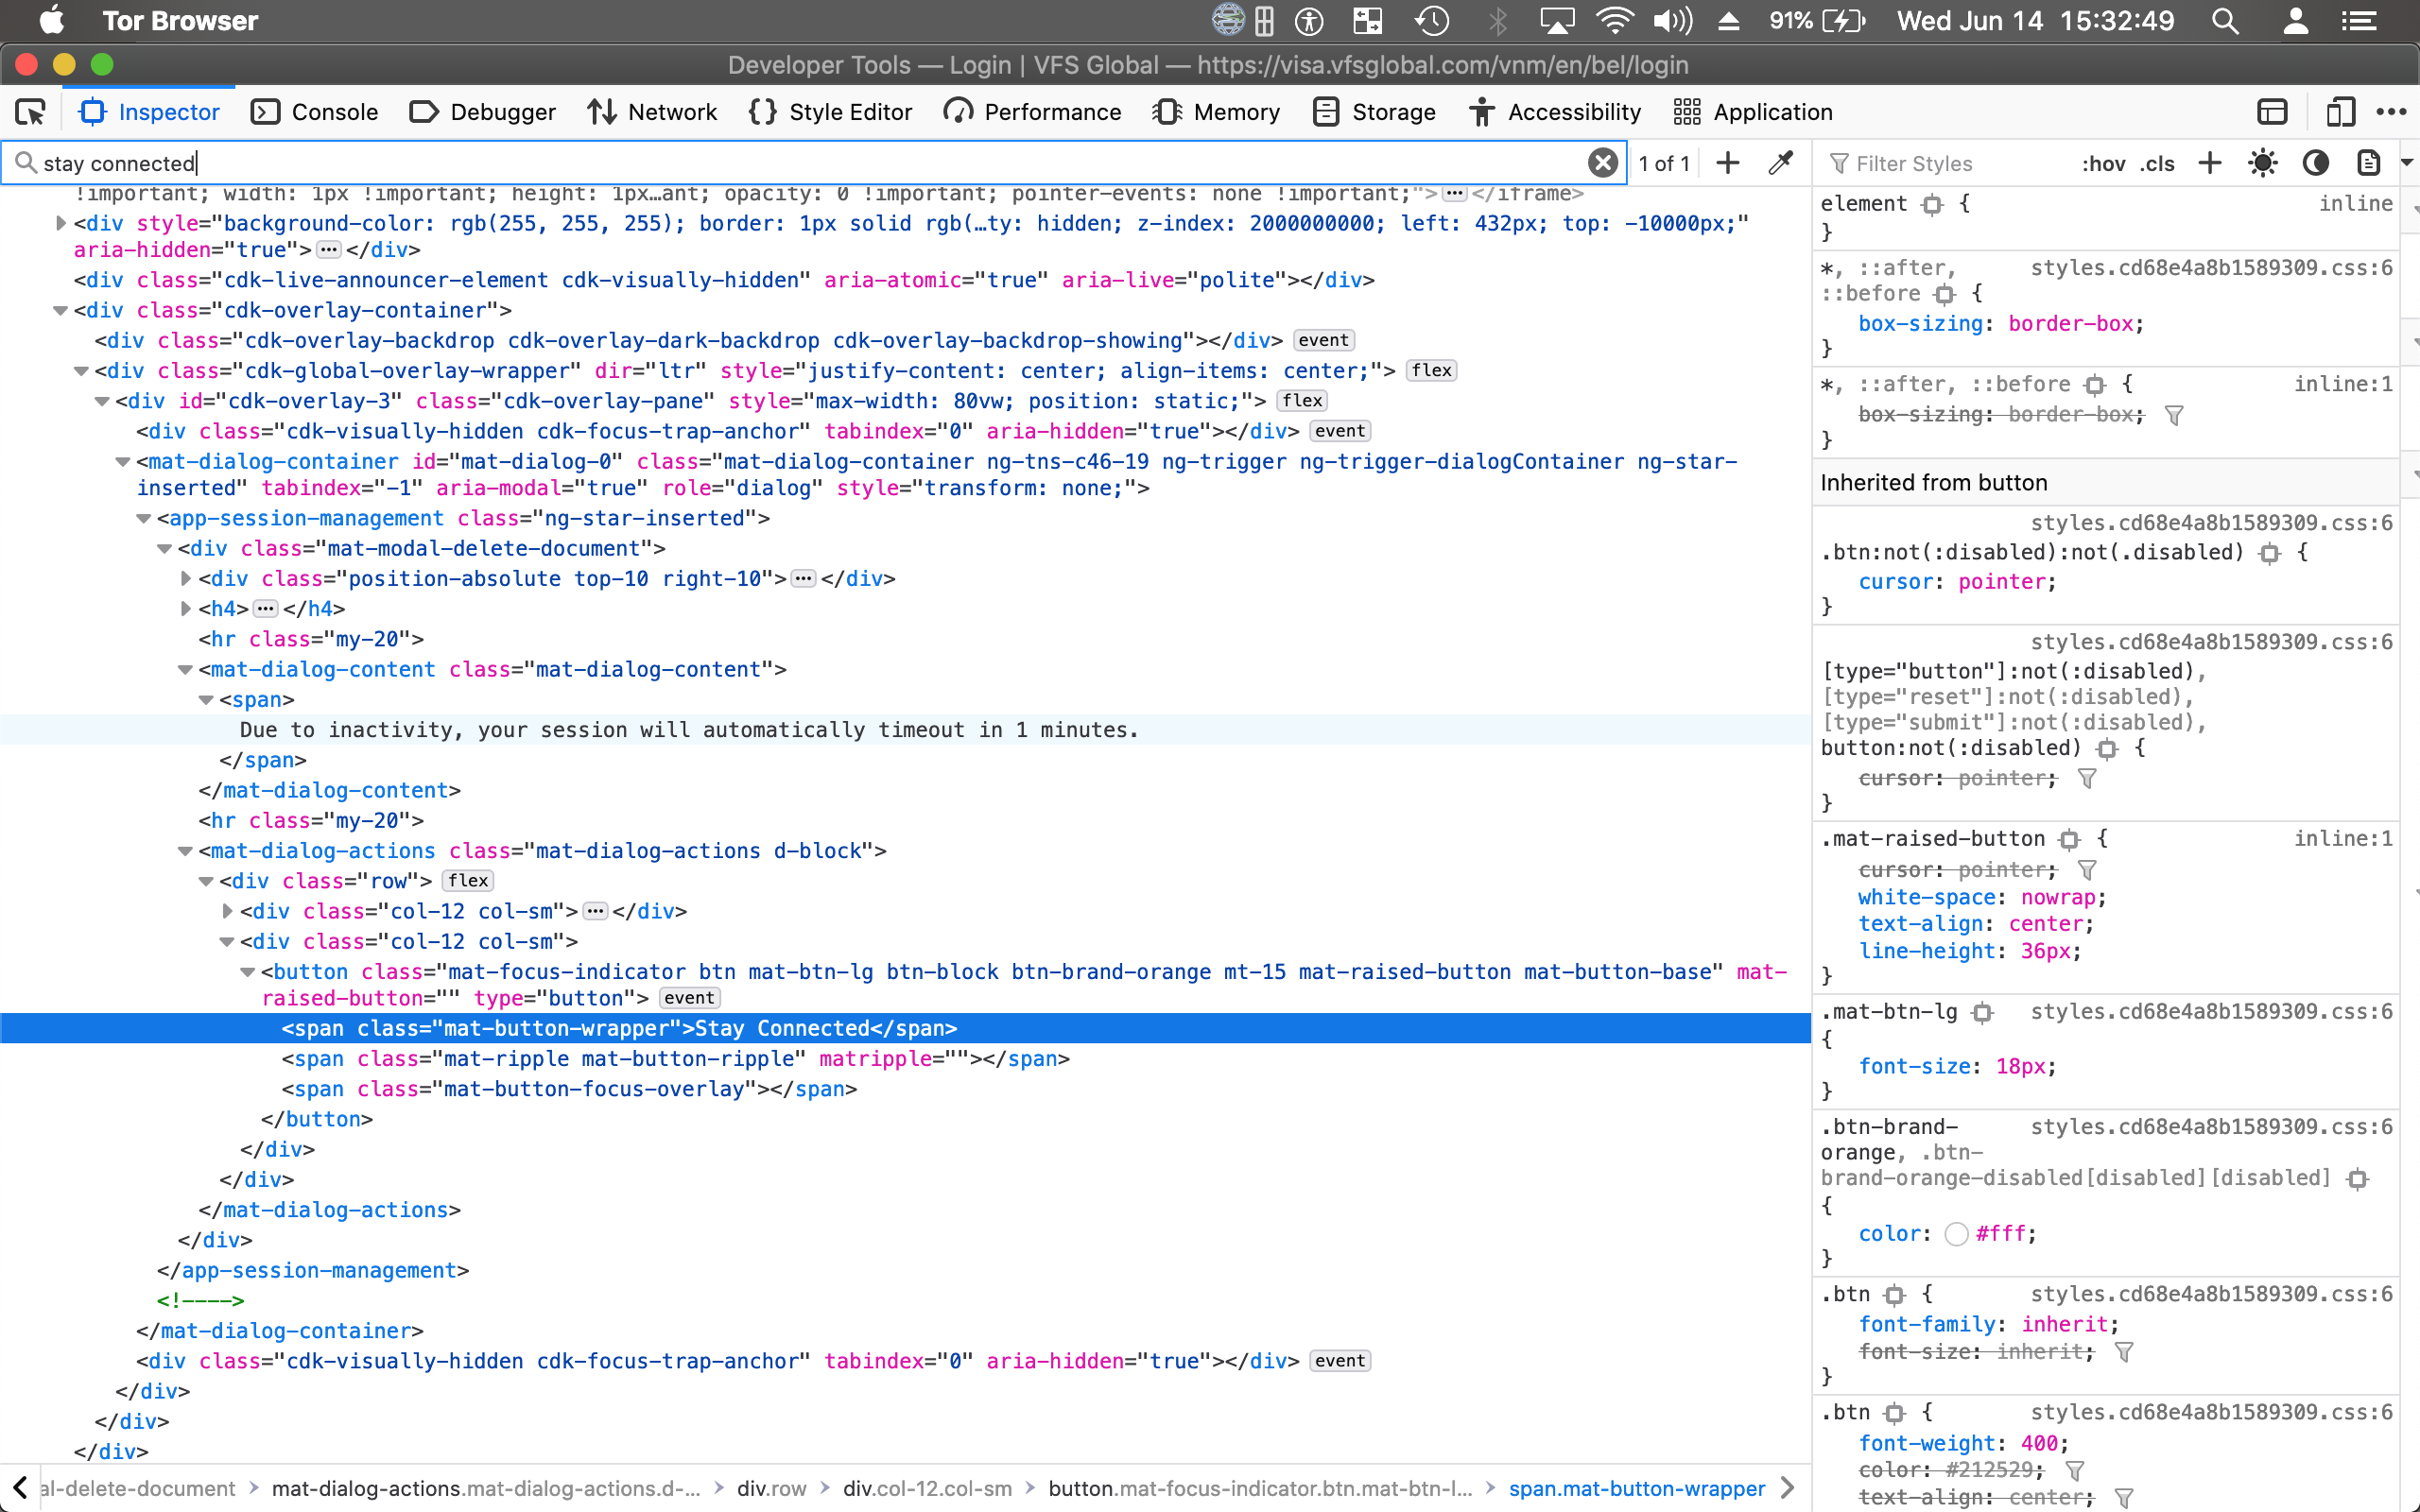 Tor Browser 91% Wed Jun 14 15:32:49
Developer Tools — Login | VFS Global — https://visa.vfsglobal.com/vnm/en/bel/login
Inspector Console Debugger Network Style Editor Performance Memory Storage Accessibility Application
stay connected 1 of 1
!important; width: 1px !important; height: 1px…ant; opacity: 0 !important; pointer-events: none !important;"></iframe>
<div style="background-color: rgb(255, 255, 255); border: 1px solid rgb(…ty: hidden; z-index: 2000000000; left: 432px; top: -10000px;"
aria-hidden="true"></div>
<div class="cdk-live-announcer-element cdk-visually-hidden" aria-atomic="true" aria-live="polite"></div>
<div class="cdk-overlay-container">
<div class="cdk-overlay-backdrop cdk-overlay-dark-backdrop cdk-overlay-backdrop-showing"></div> event
<div class="cdk-global-overlay-wrapper" dir="ltr" style="justify-content: center; align-items: center;"> flex
<div id="cdk-overlay-3" class="cdk-overlay-pane" style="max-width: 80vw; position: static;"> flex
<div class="cdk-visually-hidden cdk-focus-trap-anchor" tabindex="0" aria-hidden="true"></div> event
<mat-dialog-container id="mat-dialog-0" class="mat-dialog-container ng-tns-c46-19 ng-trigger ng-trigger-dialogContainer ng-star-
inserted" tabindex="-1" aria-modal="true" role="dialog" style="transform: none;">
<app-session-management class="ng-star-inserted">
<div class="mat-modal-delete-document">
<div class="position-absolute top-10 right-10"></div>
<h4></h4>
<hr class="my-20">
<mat-dialog-content class="mat-dialog-content">
<span>
Due to inactivity, your session will automatically timeout in 1 minutes.
</span>
</mat-dialog-content>
<hr class="my-20">
<mat-dialog-actions class="mat-dialog-actions d-block">
<div class="row"> flex
<div class="col-12 col-sm"></div>
<div class="col-12 col-sm">
<button class="mat-focus-indicator btn mat-btn-lg btn-block btn-brand-orange mt-15 mat-raised-button mat-button-base" mat-
raised-button="" type="button"> event
<span class="mat-button-wrapper">Stay Connected</span>
<span class="mat-ripple mat-button-ripple" matripple=""></span>
<span class="mat-button-focus-overlay"></span>
</button>
</div>
</div>
</mat-dialog-actions>
</div>
</app-session-management>
<!---->
</mat-dialog-container>
<div class="cdk-visually-hidden cdk-focus-trap-anchor" tabindex="0" aria-hidden="true"></div> event
</div>
</div>
</div>
al-delete-document mat-dialog-actions.mat-dialog-actions.d-… div.row div.col-12.col-sm button.mat-focus-indicator.btn.mat-btn-l… span.mat-button-wrapper
Filter Styles :hov .cls
element { inline
}
*, ::after, styles.cd68e4a8b1589309.css:6
::before {
box-sizing: border-box;
}
*, ::after, ::before { inline:1
box-sizing: border-box;
}
Inherited from button
styles.cd68e4a8b1589309.css:6
.btn:not(:disabled):not(.disabled) {
cursor: pointer;
}
styles.cd68e4a8b1589309.css:6
[type="button"]:not(:disabled),
[type="reset"]:not(:disabled),
[type="submit"]:not(:disabled),
button:not(:disabled) {
cursor: pointer;
}
.mat-raised-button { inline:1
cursor: pointer;
white-space: nowrap;
text-align: center;
line-height: 36px;
}
.mat-btn-lg styles.cd68e4a8b1589309.css:6
{
font-size: 18px;
}
.btn-brand- styles.cd68e4a8b1589309.css:6
orange, .btn-
brand-orange-disabled[disabled][disabled]
{
color: #fff;
}
.btn { styles.cd68e4a8b1589309.css:6
font-family: inherit;
font-size: inherit;
}
.btn { styles.cd68e4a8b1589309.css:6
font-weight: 400;
color: #212529;
text-align: center;